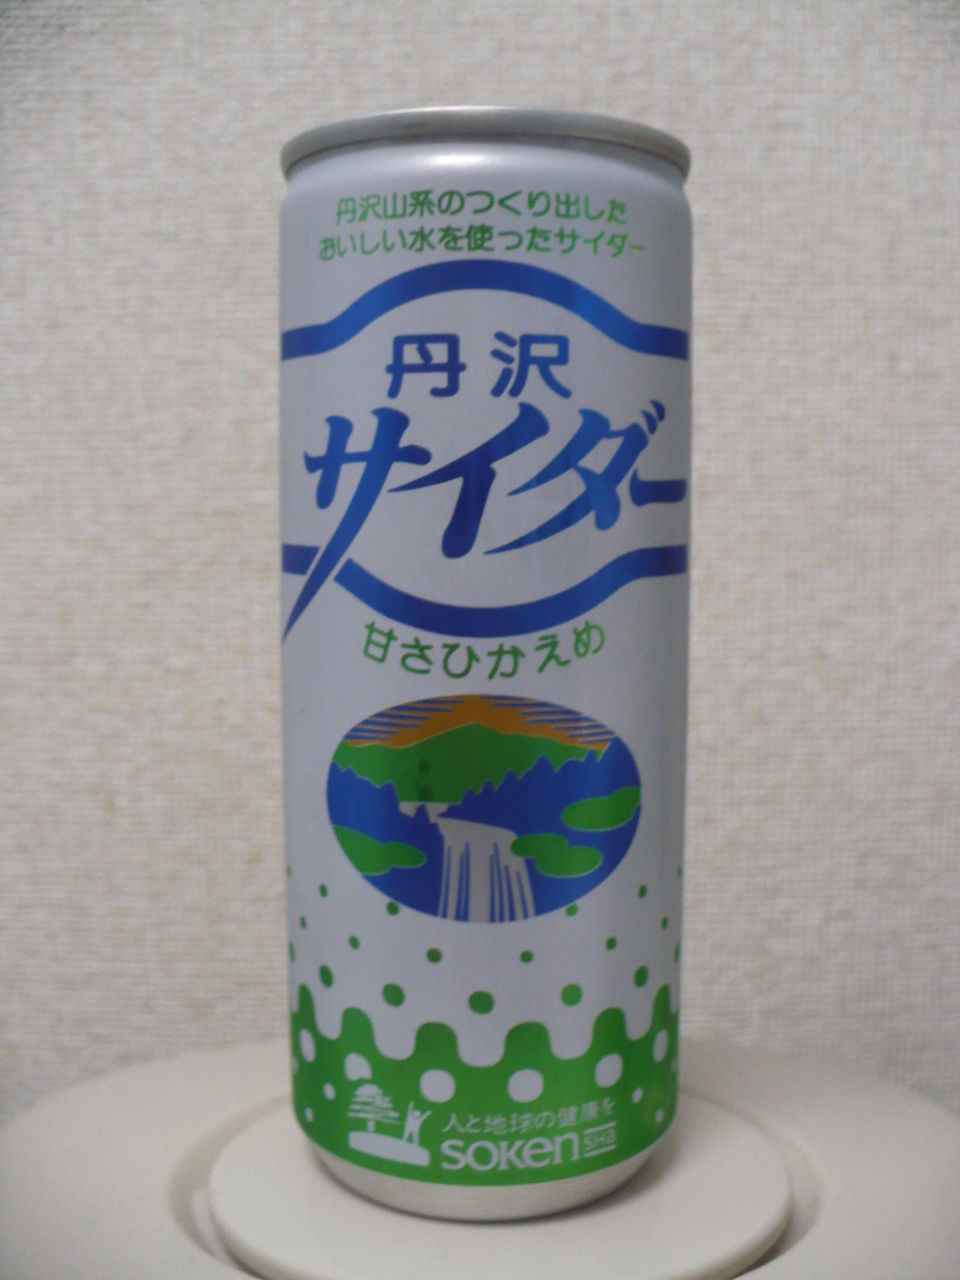 丹沢山系のつくり出した
おいしい水を使ったサイダー
丹沢
サイダー
甘さひかえめ
人と地球の健康を
SOKEN SHA